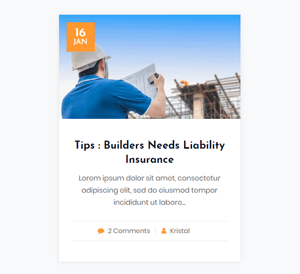 16
JAN
Tips : Builders Needs Liability
Insurance
Lorem ipsum dolor sit amet, consectetur
adipiscing elit, sed do eiusmod tempor
incididunt ut labore...
2 Comments
Kristal